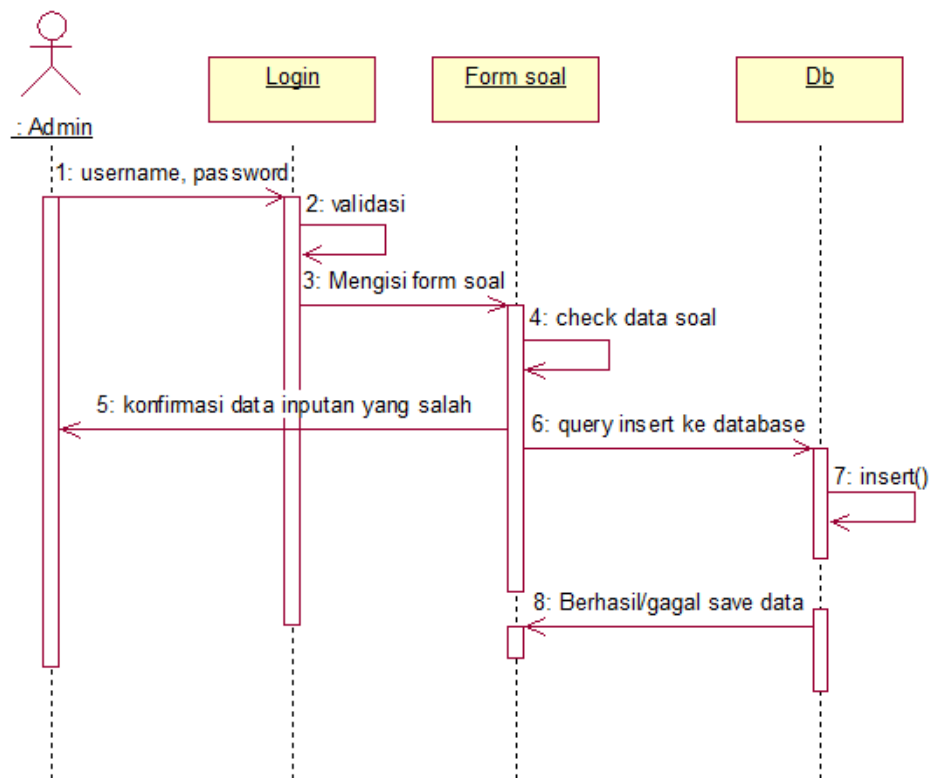 : Admin
Login
Form soal
Db
1: username, password
2: validasi
3: Mengisi form soal
4: check data soal
5: konfirmasi data inputan yang salah
6: query insert ke database
7: insert()
8: Berhasil/gagal save data